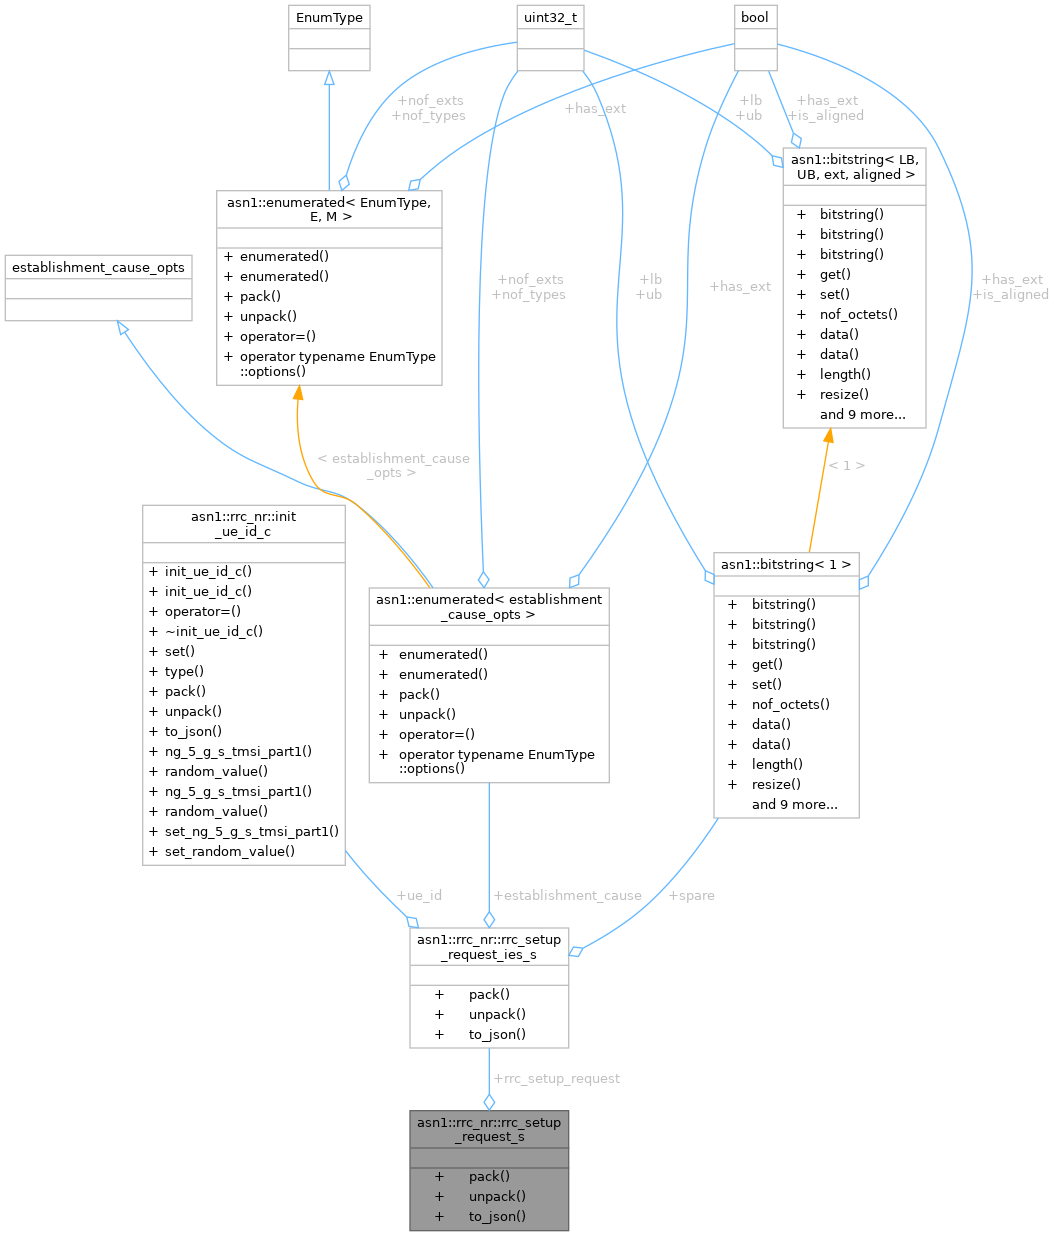 EnumType
uint32_t
bool
+nof_exts
+nof_types
+has_ext
+lb
+ub
+has_ext
+is_aligned
asn1::bitstring< LB,
UB, ext, aligned >
+ bitstring()
+ bitstring()
+ bitstring()
+ get()
+ set()
+ nof_octets()
+ data()
+ data()
+ length()
+ resize()
and 9 more...
asn1::enumerated< EnumType,
E, M >
+ enumerated()
+ enumerated()
+ pack()
+ unpack()
+ operator=()
+ operator typename EnumType
::options()
establishment_cause_opts
+nof_exts
+nof_types
+lb
+ub
+has_ext
+has_ext
+is_aligned
< establishment_cause
_opts >
< 1 >
asn1::rrc_nr::init
_ue_id_c
+ init_ue_id_c()
+ init_ue_id_c()
+ operator=()
+ ~init_ue_id_c()
+ set()
+ type()
+ pack()
+ unpack()
+ to_json()
+ ng_5_g_s_tmsi_part1()
+ random_value()
+ ng_5_g_s_tmsi_part1()
+ random_value()
+ set_ng_5_g_s_tmsi_part1()
+ set_random_value()
asn1::enumerated< establishment
_cause_opts >
+ enumerated()
+ enumerated()
+ pack()
+ unpack()
+ operator=()
+ operator typename EnumType
::options()
asn1::bitstring< 1 >
+ bitstring()
+ bitstring()
+ bitstring()
+ get()
+ set()
+ nof_octets()
+ data()
+ data()
+ length()
+ resize()
and 9 more...
+ue_id
+establishment_cause
+spare
asn1::rrc_nr::rrc_setup
_request_ies_s
+ pack()
+ unpack()
+ to_json()
+rrc_setup_request
asn1::rrc_nr::rrc_setup
_request_s
+ pack()
+ unpack()
+ to_json()